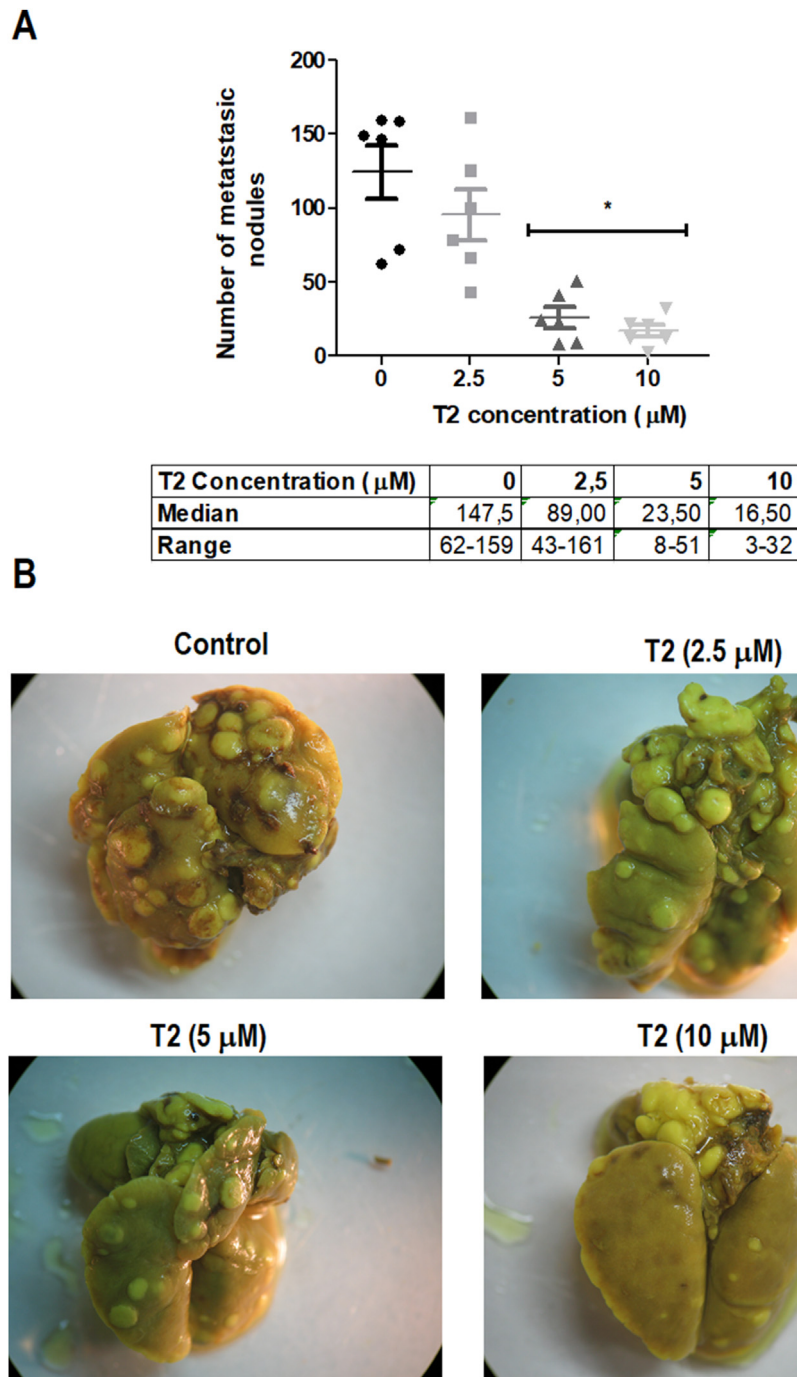 A
Number of metatstasic
nodules
200
150
100
50
0
*
0 2.5 5 10
T2 concentration ( μM)
T2 Concentration ( μM) 0 2,5 5 10
Median 147,5 89,00 23,50 16,50
Range 62-159 43-161 8-51 3-32
B
Control T2 (2.5 μM)
T2 (5 μM) T2 (10 μM)